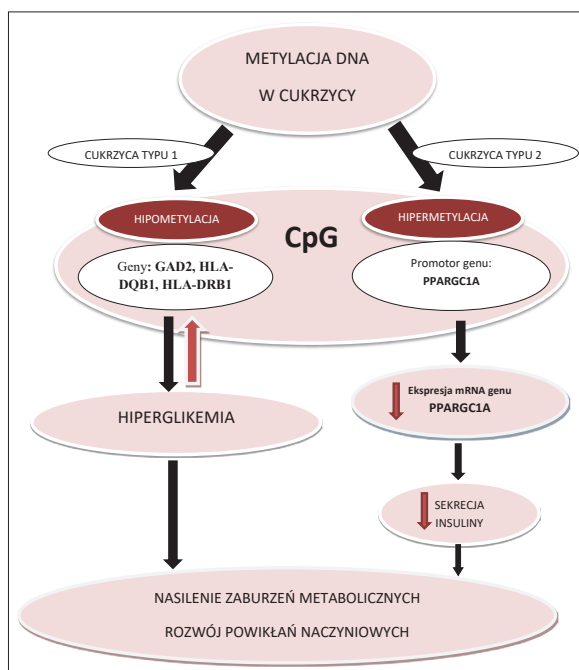 METYLACJA DNA
W CUKRZYCY
CUKRZYCA TYPU 1
CUKRZYCA TYPU 2
HIPOMETYLACJA
HIPERMETYLACJA
CpG
Geny: GAD2, HLA-
DQB1, HLA-DRB1
Promotor genu:
PPARGC1A
Ekspresja mRNA genu
PPARGC1A
HIPERGLIKEMIA
SEKRECJA
INSULINY
NASILENIE ZABURZEŃ METABOLICZNYCH
ROZWÓJ POWIKŁAŃ NACZYNIOWYCH